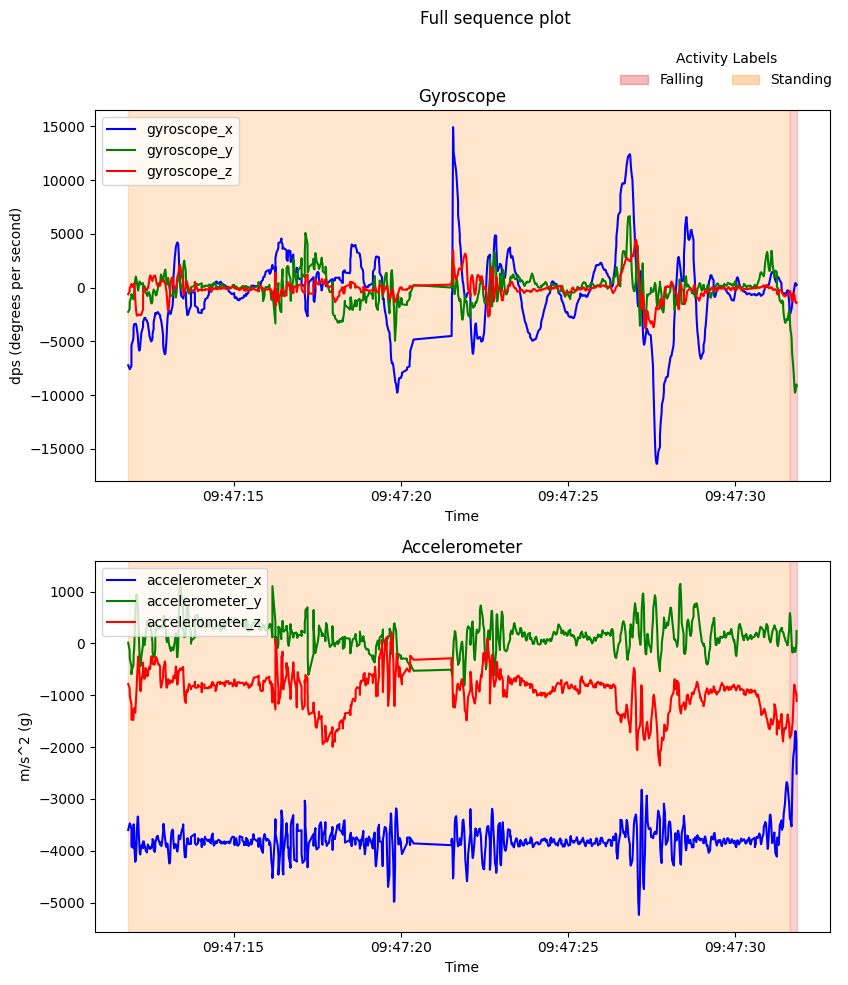 Full sequence plot
Activity Labels
Falling Standing
Gyroscope
gyroscope_x
gyroscope_y
gyroscope_z
15000
10000
5000
0
−5000
−10000
−15000
dps (degrees per second)
09:47:15 09:47:20 09:47:25 09:47:30
Time
Accelerometer
accelerometer_x
accelerometer_y
accelerometer_z
1000
0
−1000
−2000
−3000
−4000
−5000
m/s^2 (g)
09:47:15 09:47:20 09:47:25 09:47:30
Time